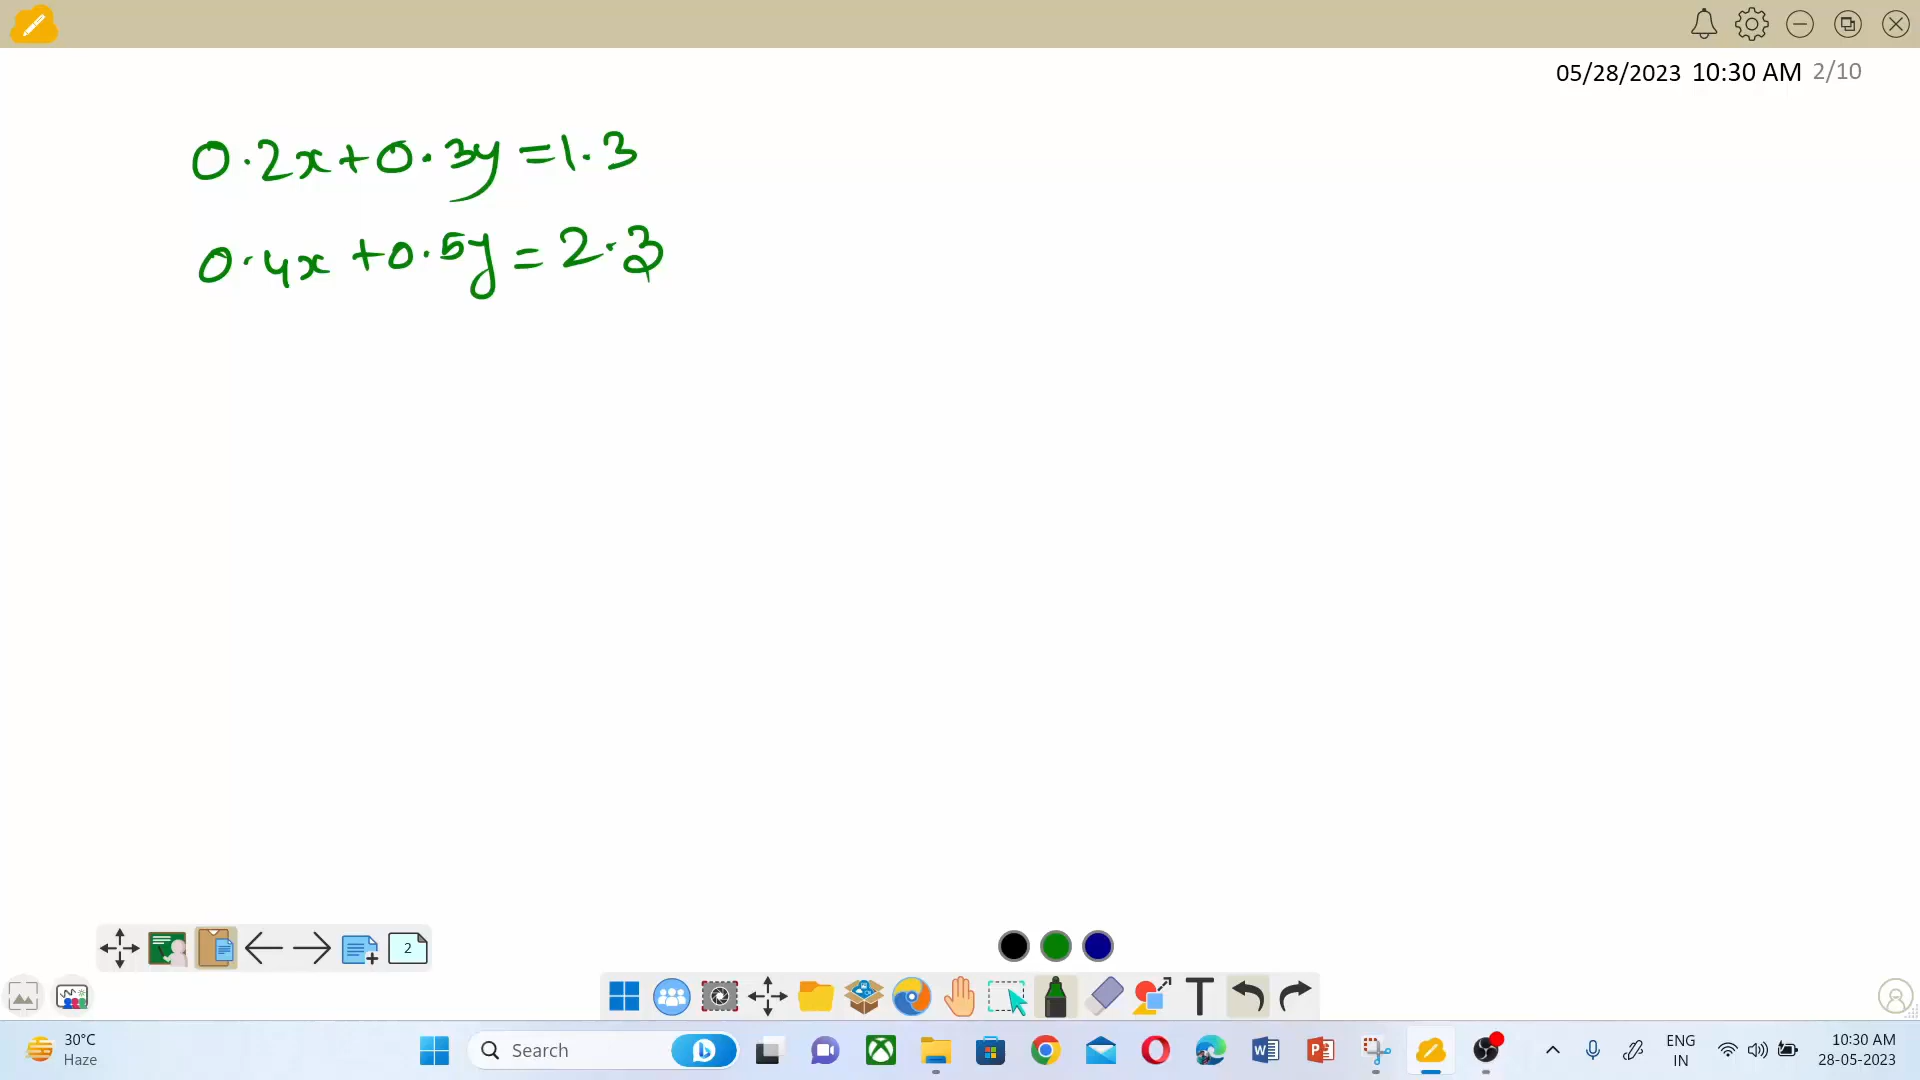 05/28/2023 10:30 AM 2/10
0.2x+0.3y=1.3
0.4x+0.5y=2.3
2
T
30°C
Haze
Search
ENG
IN
10:30 AM
28-05-2023